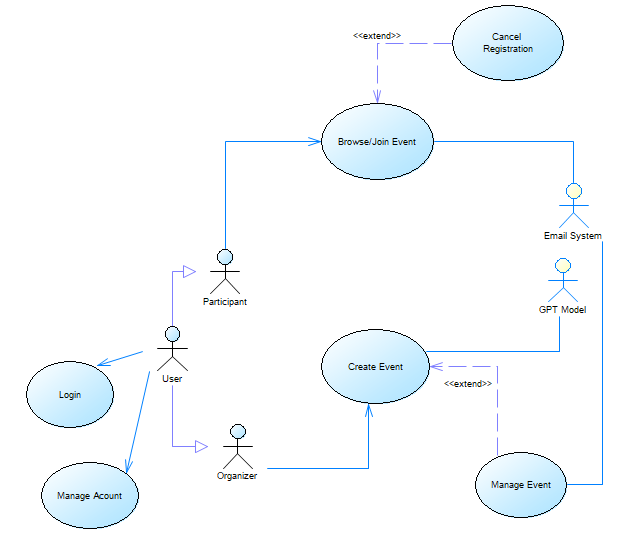 Cancel
Registration
<<extend>>
Browse/Join Event
Email System
Participant
GPT Model
User
Create Event
Login
<<extend>>
Organizer
Manage Acount
Manage Event